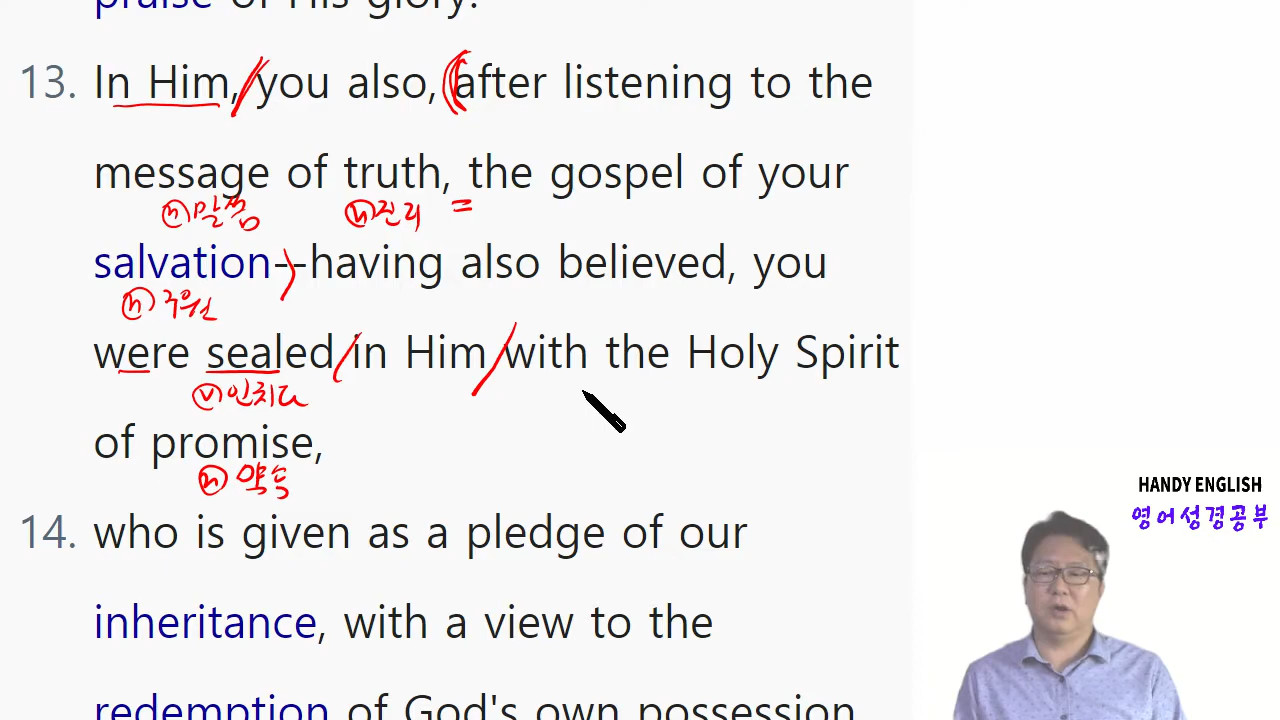 praise of His glory.
13. In Him, you also, after listening to the
message of truth, the gospel of your
ⓝ말씀 ⓝ진리 =
salvation--having also believed, you
ⓝ구원
were sealed in Him with the Holy Spirit
ⓥ인치다
of promise,
ⓝ약속
14. who is given as a pledge of our
inheritance, with a view to the
redemption of God's own possession
HANDY ENGLISH
영어성경공부